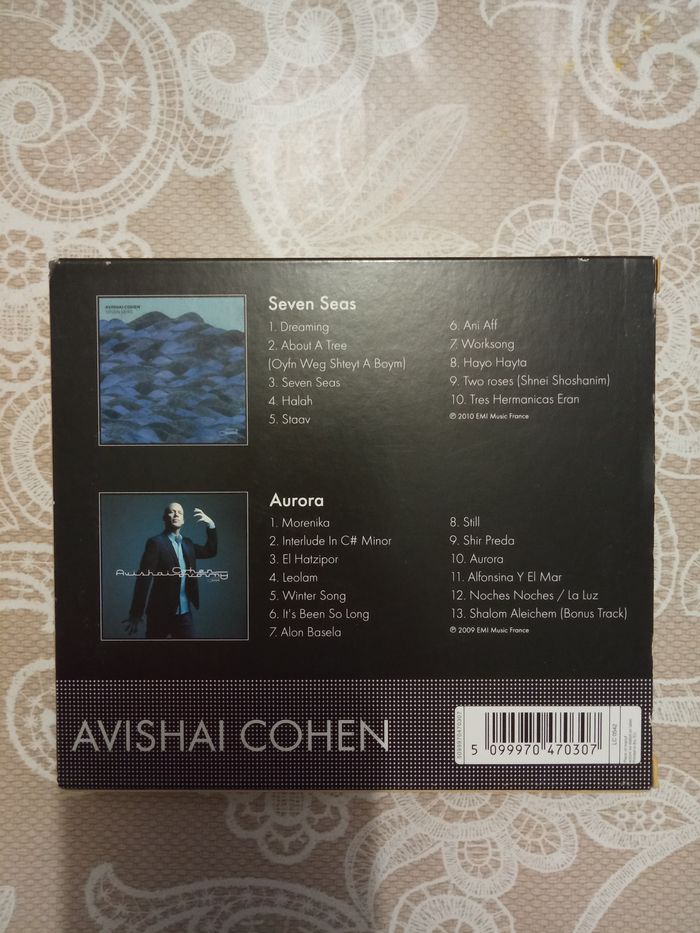 AVISHAI COHEN
SEVEN SEAS
Seven Seas
1. Dreaming
2. About A Tree
(Oyfn Weg Shteyt A Boym)
3. Seven Seas
4. Halah
5. Staav
6. Ani Aff
7. Worksong
8. Hayo Hayta
9. Two roses (Shnei Shoshanim)
10. Tres Hermanicas Eran
℗ 2010 EMI Music France
Avishai Cohen
Aurora
1. Morenika
2. Interlude In C# Minor
3. El Hatzipor
4. Leolam
5. Winter Song
6. It's Been So Long
7. Alon Basela
8. Still
9. Shir Preda
10. Aurora
11. Alfonsina Y El Mar
12. Noches Noches / La Luz
13. Shalom Aleichem (Bonus Track)
℗ 2009 EMI Music France
AVISHAI COHEN
5 099970 470307
LC 0542